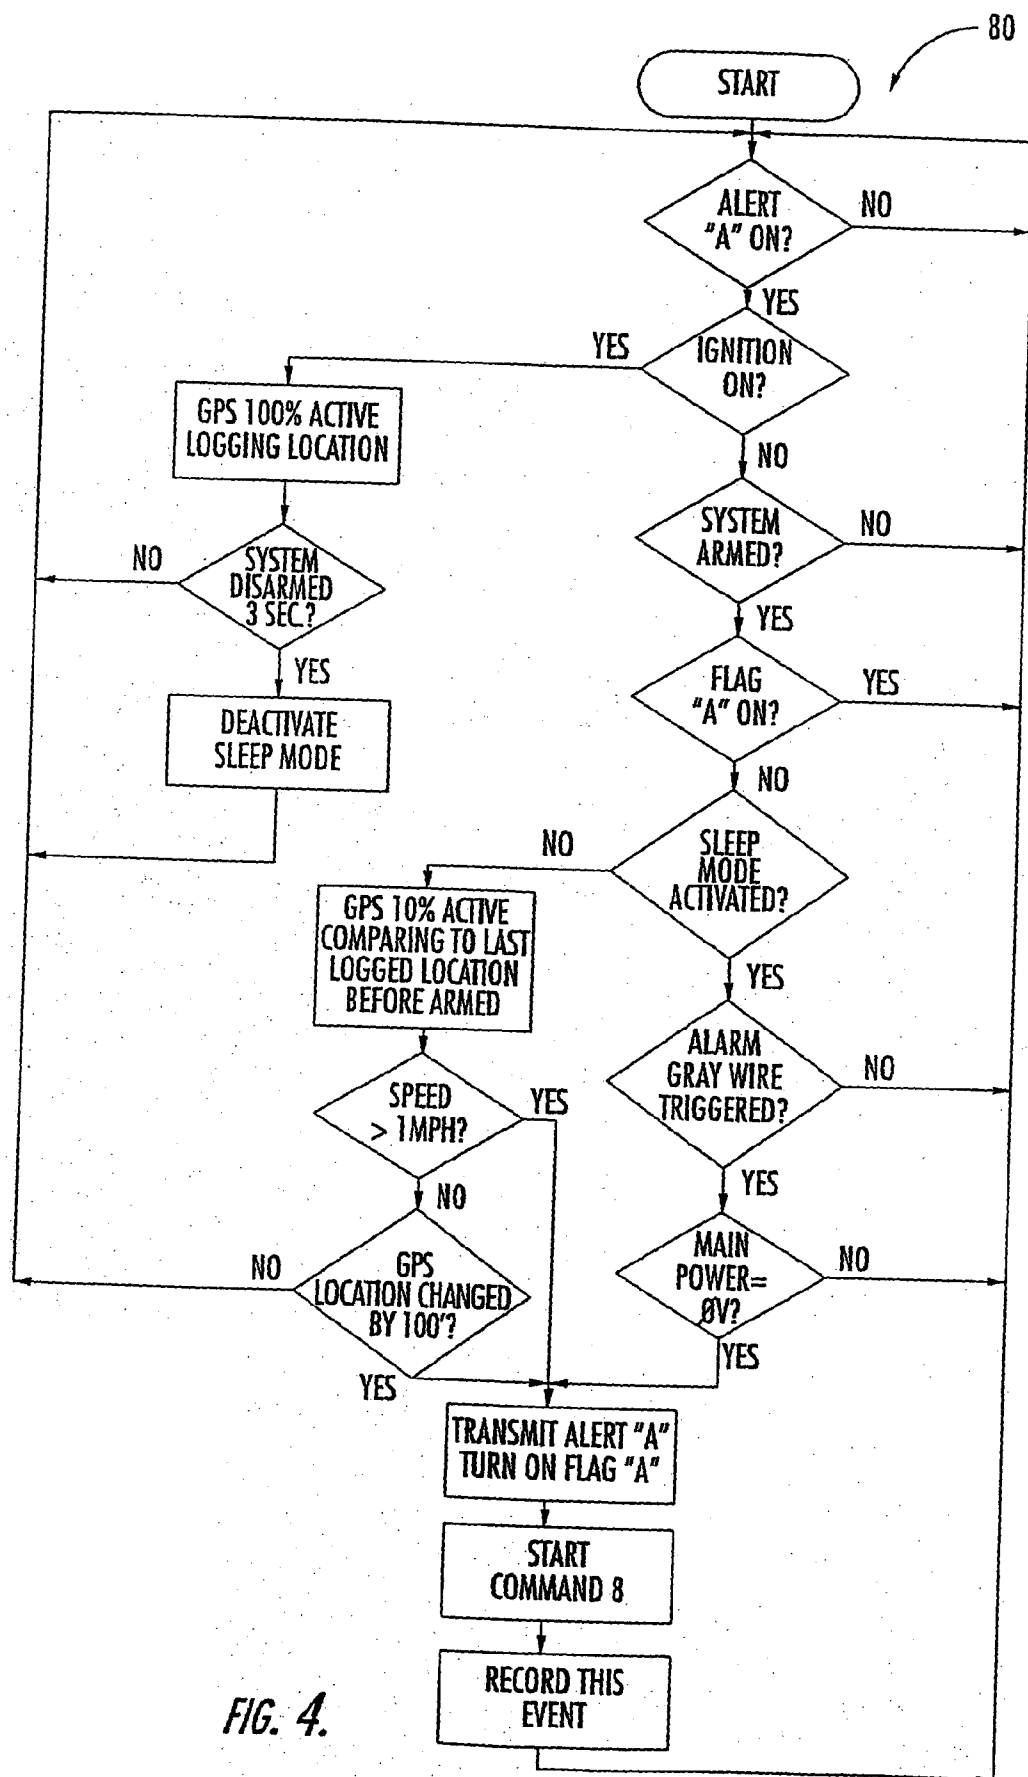 80
START
ALERT
"A" ON?
NO
YES
IGNITION
ON?
YES
NO
GPS 100% ACTIVE
LOGGING LOCATION
SYSTEM
DISARMED
3 SEC.?
NO
YES
DEACTIVATE
SLEEP MODE
SYSTEM
ARMED?
NO
YES
FLAG
"A" ON?
YES
NO
SLEEP
MODE
ACTIVATED?
NO
YES
GPS 10% ACTIVE
COMPARING TO LAST
LOGGED LOCATION
BEFORE ARMED
SPEED
> 1MPH?
YES
NO
GPS
LOCATION CHANGED
BY 100'?
NO
YES
ALARM
GRAY WIRE
TRIGGERED?
NO
YES
MAIN
POWER=
0V?
NO
YES
TRANSMIT ALERT "A"
TURN ON FLAG "A"
START
COMMAND 8
RECORD THIS
EVENT
FIG. 4.